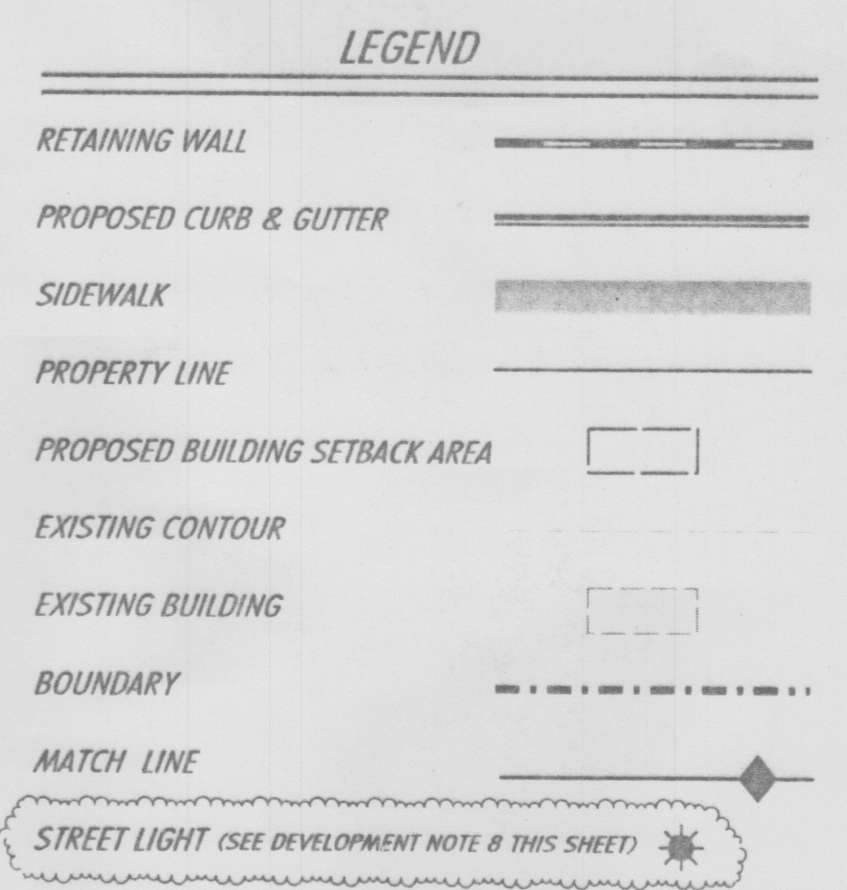 LEGEND
RETAINING WALL
PROPOSED CURB & GUTTER
SIDEWALK
PROPERTY LINE
PROPOSED BUILDING SETBACK AREA
EXISTING CONTOUR
EXISTING BUILDING
BOUNDARY
MATCH LINE
STREET LIGHT (SEE DEVELOPMENT NOTE 8 THIS SHEET)